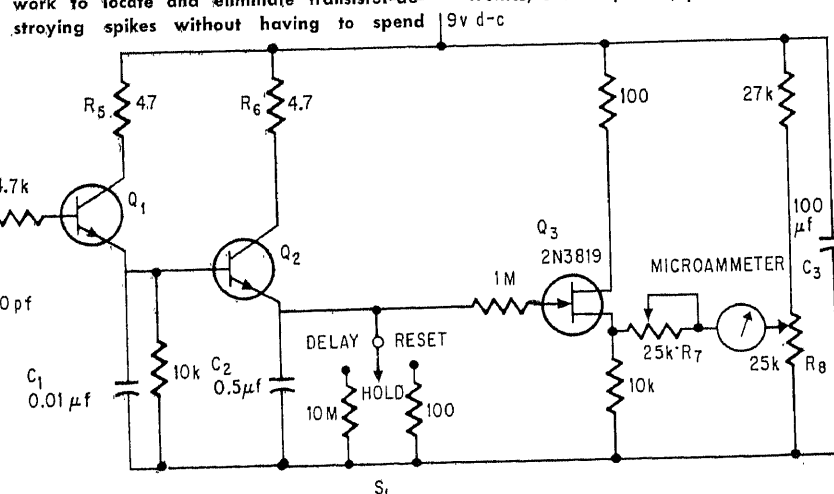 work to locate and eliminate
stroying spikes without having to spend
9v d-c
R5 4.7
R6 4.7
100
27k
4.7k
Q1
Q2
Q3
2N3819
100
μf
C3
MICROAMMETER
1M
0pf
DELAY RESET
HOLD
25k R7
25k R8
C1
0.01 μf
10k
C2
0.5μf
10M
100
10k
S1